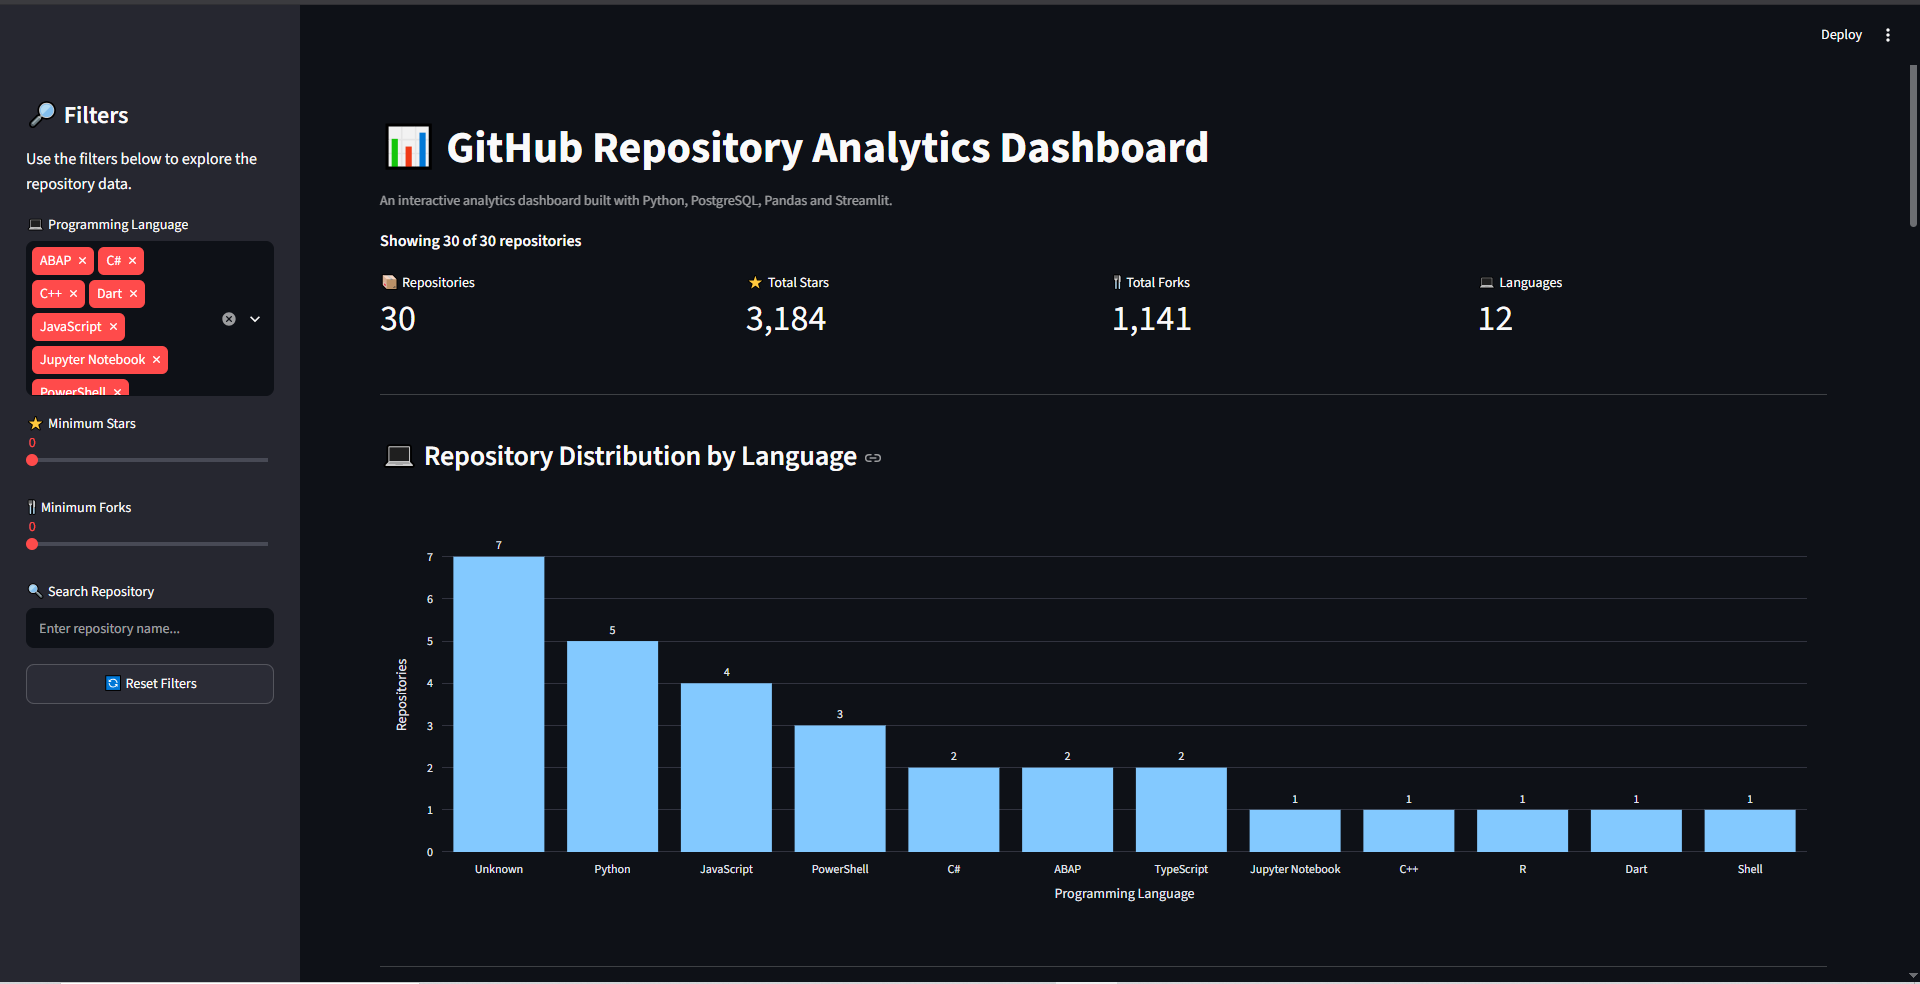 Deploy
🔎 Filters
Use the filters below to explore the
repository data.
💻 Programming Language
ABAP ×
C# ×
C++ ×
Dart ×
JavaScript ×
Jupyter Notebook ×
PowerShell ×
⭐ Minimum Stars
0
🍴 Minimum Forks
0
🔍 Search Repository
Enter repository name...
🔄 Reset Filters
📊 GitHub Repository Analytics Dashboard
An interactive analytics dashboard built with Python, PostgreSQL, Pandas and Streamlit.
Showing 30 of 30 repositories
📦 Repositories
30
⭐ Total Stars
3,184
🍴 Total Forks
1,141
💻 Languages
12
💻 Repository Distribution by Language
Repositories
7
6
5
4
3
2
1
0
7
5
4
3
2
2
2
1
1
1
1
1
Unknown
Python
JavaScript
PowerShell
C#
ABAP
TypeScript
Jupyter Notebook
C++
R
Dart
Shell
Programming Language